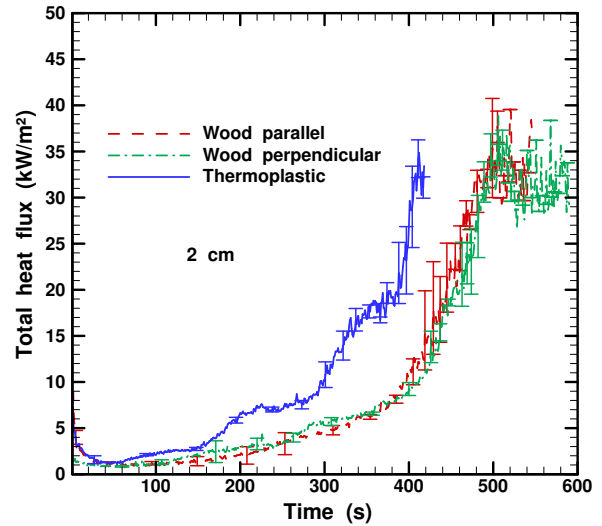 Total heat flux (kW/m²)
50
45
40
35
30
25
20
15
10
5
0
Wood parallel
Wood perpendicular
Thermoplastic
2 cm
100 200 300 400 500 600
Time (s)